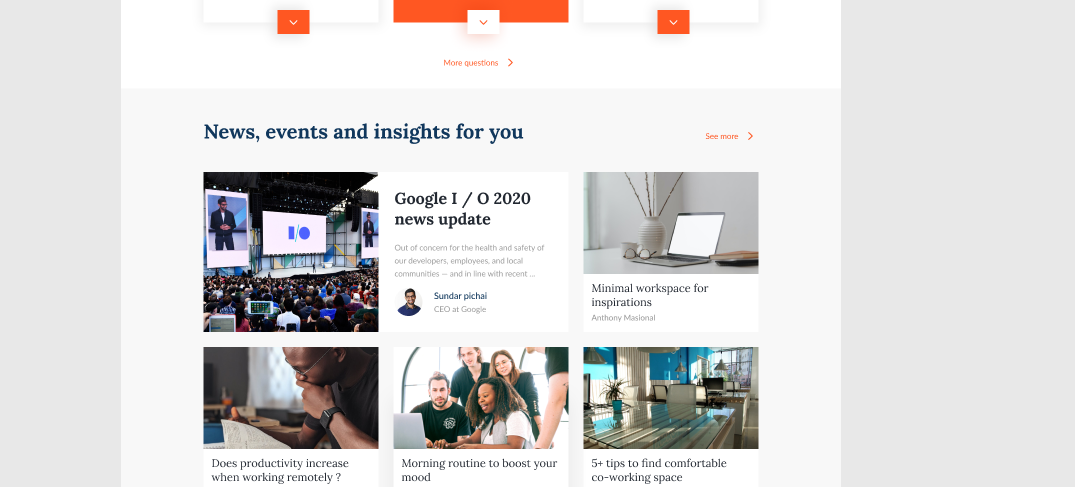 More questions
News, events and insights for you
See more
I/O
Google I / O 2020
news update
Out of concern for the health and safety of
our developers, employees, and local
communities — and in line with recent ...
Sundar pichai
CEO at Google
Minimal workspace for
inspirations
Anthony Masional
Does productivity increase
when working remotely ?
Morning routine to boost your
mood
5+ tips to find comfortable
co-working space